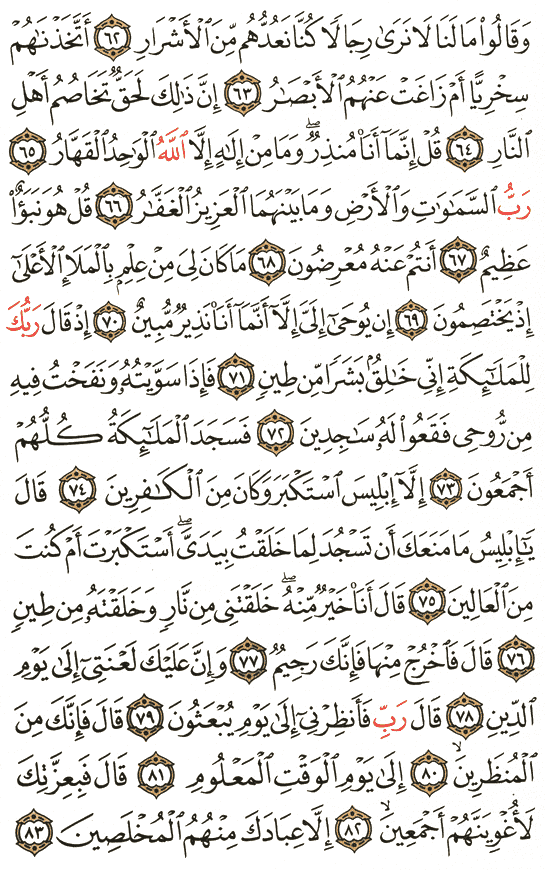 وَقَالُوا۟ مَا لَنَا لَا نَرَىٰ رِجَالًا كُنَّا نَعُدُّهُم مِّنَ ٱلْأَشْرَارِ ٦٢ أَتَّخَذْنَٰهُمْ
سِخْرِيًّا أَمْ زَاغَتْ عَنْهُمُ ٱلْأَبْصَٰرُ ٦٣ إِنَّ ذَٰلِكَ لَحَقٌّ تَخَاصُمُ أَهْلِ
ٱلنَّارِ ٦٤ قُلْ إِنَّمَآ أَنَا۠ مُنذِرٌ ۖ وَمَا مِنْ إِلَٰهٍ إِلَّا ٱللَّهُ ٱلْوَٰحِدُ ٱلْقَهَّارُ ٦٥
رَبُّ ٱلسَّمَٰوَٰتِ وَٱلْأَرْضِ وَمَا بَيْنَهُمَا ٱلْعَزِيزُ ٱلْغَفَّٰرُ ٦٦ قُلْ هُوَ نَبَؤٌا۟
عَظِيمٌ ٦٧ أَنتُمْ عَنْهُ مُعْرِضُونَ ٦٨ مَا كَانَ لِىَ مِنْ عِلْمٍۭ بِٱلْمَلَإِ ٱلْأَعْلَىٰٓ
إِذْ يَخْتَصِمُونَ ٦٩ إِن يُوحَىٰٓ إِلَىَّ إِلَّآ أَنَّمَآ أَنَا۠ نَذِيرٌ مُّبِينٌ ٧٠ إِذْ قَالَ رَبُّكَ
لِلْمَلَٰٓئِكَةِ إِنِّى خَٰلِقٌۢ بَشَرًا مِّن طِينٍ ٧١ فَإِذَا سَوَّيْتُهُۥ وَنَفَخْتُ فِيهِ
مِن رُّوحِى فَقَعُوا۟ لَهُۥ سَٰجِدِينَ ٧٢ فَسَجَدَ ٱلْمَلَٰٓئِكَةُ كُلُّهُمْ
أَجْمَعُونَ ٧٣ إِلَّآ إِبْلِيسَ ٱسْتَكْبَرَ وَكَانَ مِنَ ٱلْكَٰفِرِينَ ٧٤ قَالَ
يَٰٓإِبْلِيسُ مَا مَنَعَكَ أَن تَسْجُدَ لِمَا خَلَقْتُ بِيَدَىَّ ۖ أَسْتَكْبَرْتَ أَمْ كُنتَ
مِنَ ٱلْعَالِينَ ٧٥ قَالَ أَنَا۠ خَيْرٌ مِّنْهُ ۖ خَلَقْتَنِى مِن نَّارٍ وَخَلَقْتَهُۥ مِن طِينٍ
٧٦ قَالَ فَٱخْرُجْ مِنْهَا فَإِنَّكَ رَجِيمٌ ٧٧ وَإِنَّ عَلَيْكَ لَعْنَتِىٓ إِلَىٰ يَوْمِ
ٱلدِّينِ ٧٨ قَالَ رَبِّ فَأَنظِرْنِىٓ إِلَىٰ يَوْمِ يُبْعَثُونَ ٧٩ قَالَ فَإِنَّكَ مِنَ
ٱلْمُنظَرِينَ ٨٠ إِلَىٰ يَوْمِ ٱلْوَقْتِ ٱلْمَعْلُومِ ٨١ قَالَ فَبِعِزَّتِكَ
لَأُغْوِيَنَّهُمْ أَجْمَعِينَ ٨٢ إِلَّا عِبَادَكَ مِنْهُمُ ٱلْمُخْلَصِينَ ٨٣